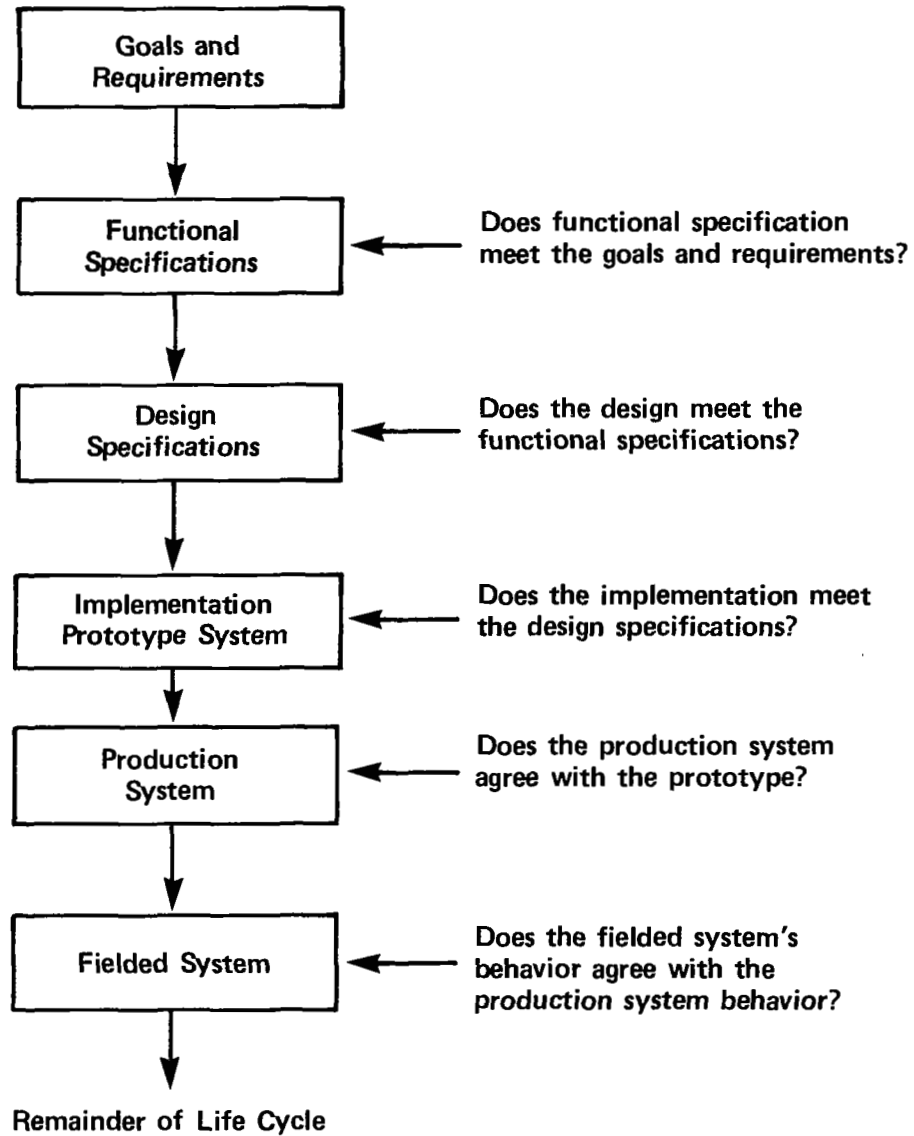 Goals and
Requirements
Functional
Specifications
Does functional specification
meet the goals and requirements?
Design
Specifications
Does the design meet the
functional specifications?
Implementation
Prototype System
Does the implementation meet
the design specifications?
Production
System
Does the production system
agree with the prototype?
Fielded System
Does the fielded system's
behavior agree with the
production system behavior?
Remainder of Life Cycle